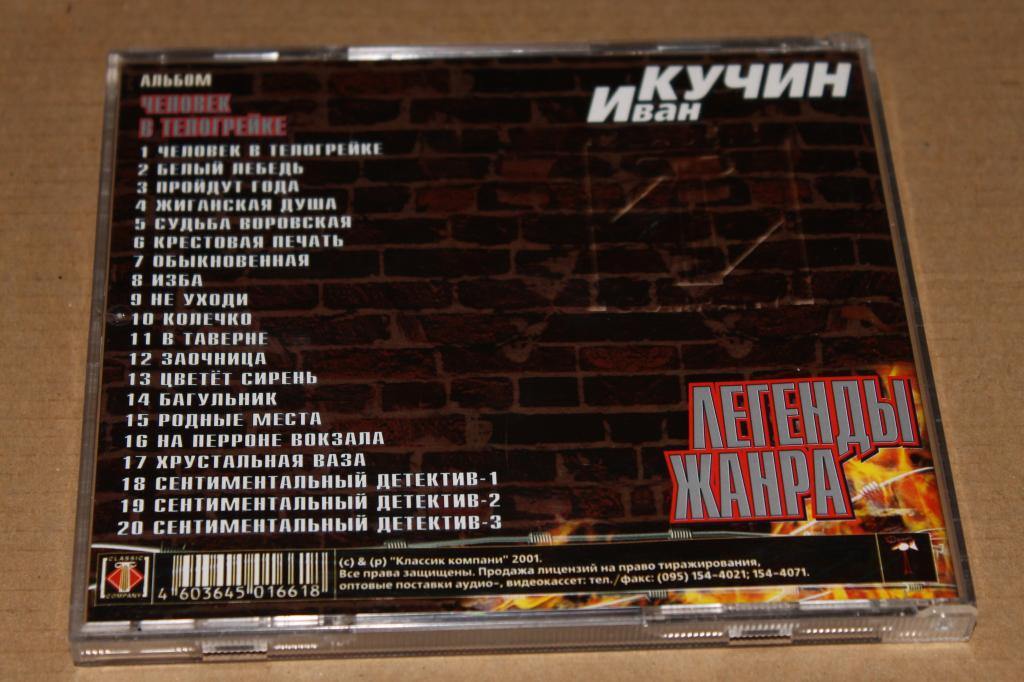 АЛЬБОМ
ЧЕЛОВЕК
В ТЕЛОГРЕЙКЕ
Иван КУЧИН
1 ЧЕЛОВЕК В ТЕЛОГРЕЙКЕ
2 БЕЛЫЙ ЛЕБЕДЬ
3 ПРОЙДУТ ГОДА
4 ЖИГАНСКАЯ ДУША
5 СУДЬБА ВОРОВСКАЯ
6 КРЕСТОВАЯ ПЕЧАТЬ
7 ОБЫКНОВЕННАЯ
8 ИЗБА
9 НЕ УХОДИ
10 КОЛЕЧКО
11 В ТАВЕРНЕ
12 ЗАОЧНИЦА
13 ЦВЕТЁТ СИРЕНЬ
14 БАГУЛЬНИК
15 РОДНЫЕ МЕСТА
16 НА ПЕРРОНЕ ВОКЗАЛА
17 ХРУСТАЛЬНАЯ ВАЗА
18 СЕНТИМЕНТАЛЬНЫЙ ДЕТЕКТИВ-1
19 СЕНТИМЕНТАЛЬНЫЙ ДЕТЕКТИВ-2
20 СЕНТИМЕНТАЛЬНЫЙ ДЕТЕКТИВ-3
ЛЕГЕНДЫ
ЖАНРА
CLASSIC
COMPANY
4 603645 016618
(c) & (p) "Классик компани" 2001.
Все права защищены. Продажа лицензий на право тиражирования,
оптовые поставки аудио-, видеокассет: тел./факс: (095) 154-4021; 154-4071.